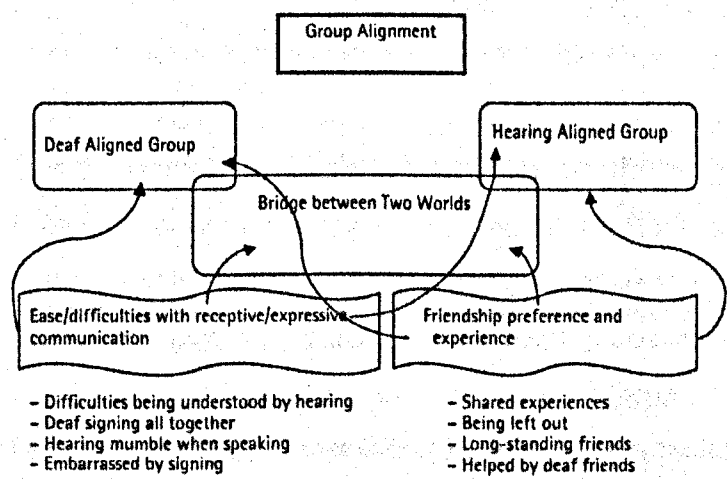 Group Alignment
Deaf Aligned Group
Hearing Aligned Group
Bridge between Two Worlds
Ease/difficulties with receptive/expressive
communication
Friendship preference and
experience
– Difficulties being understood by hearing
– Deaf signing all together
– Hearing mumble when speaking
– Embarrassed by signing
– Shared experiences
– Being left out
– Long-standing friends
– Helped by deaf friends